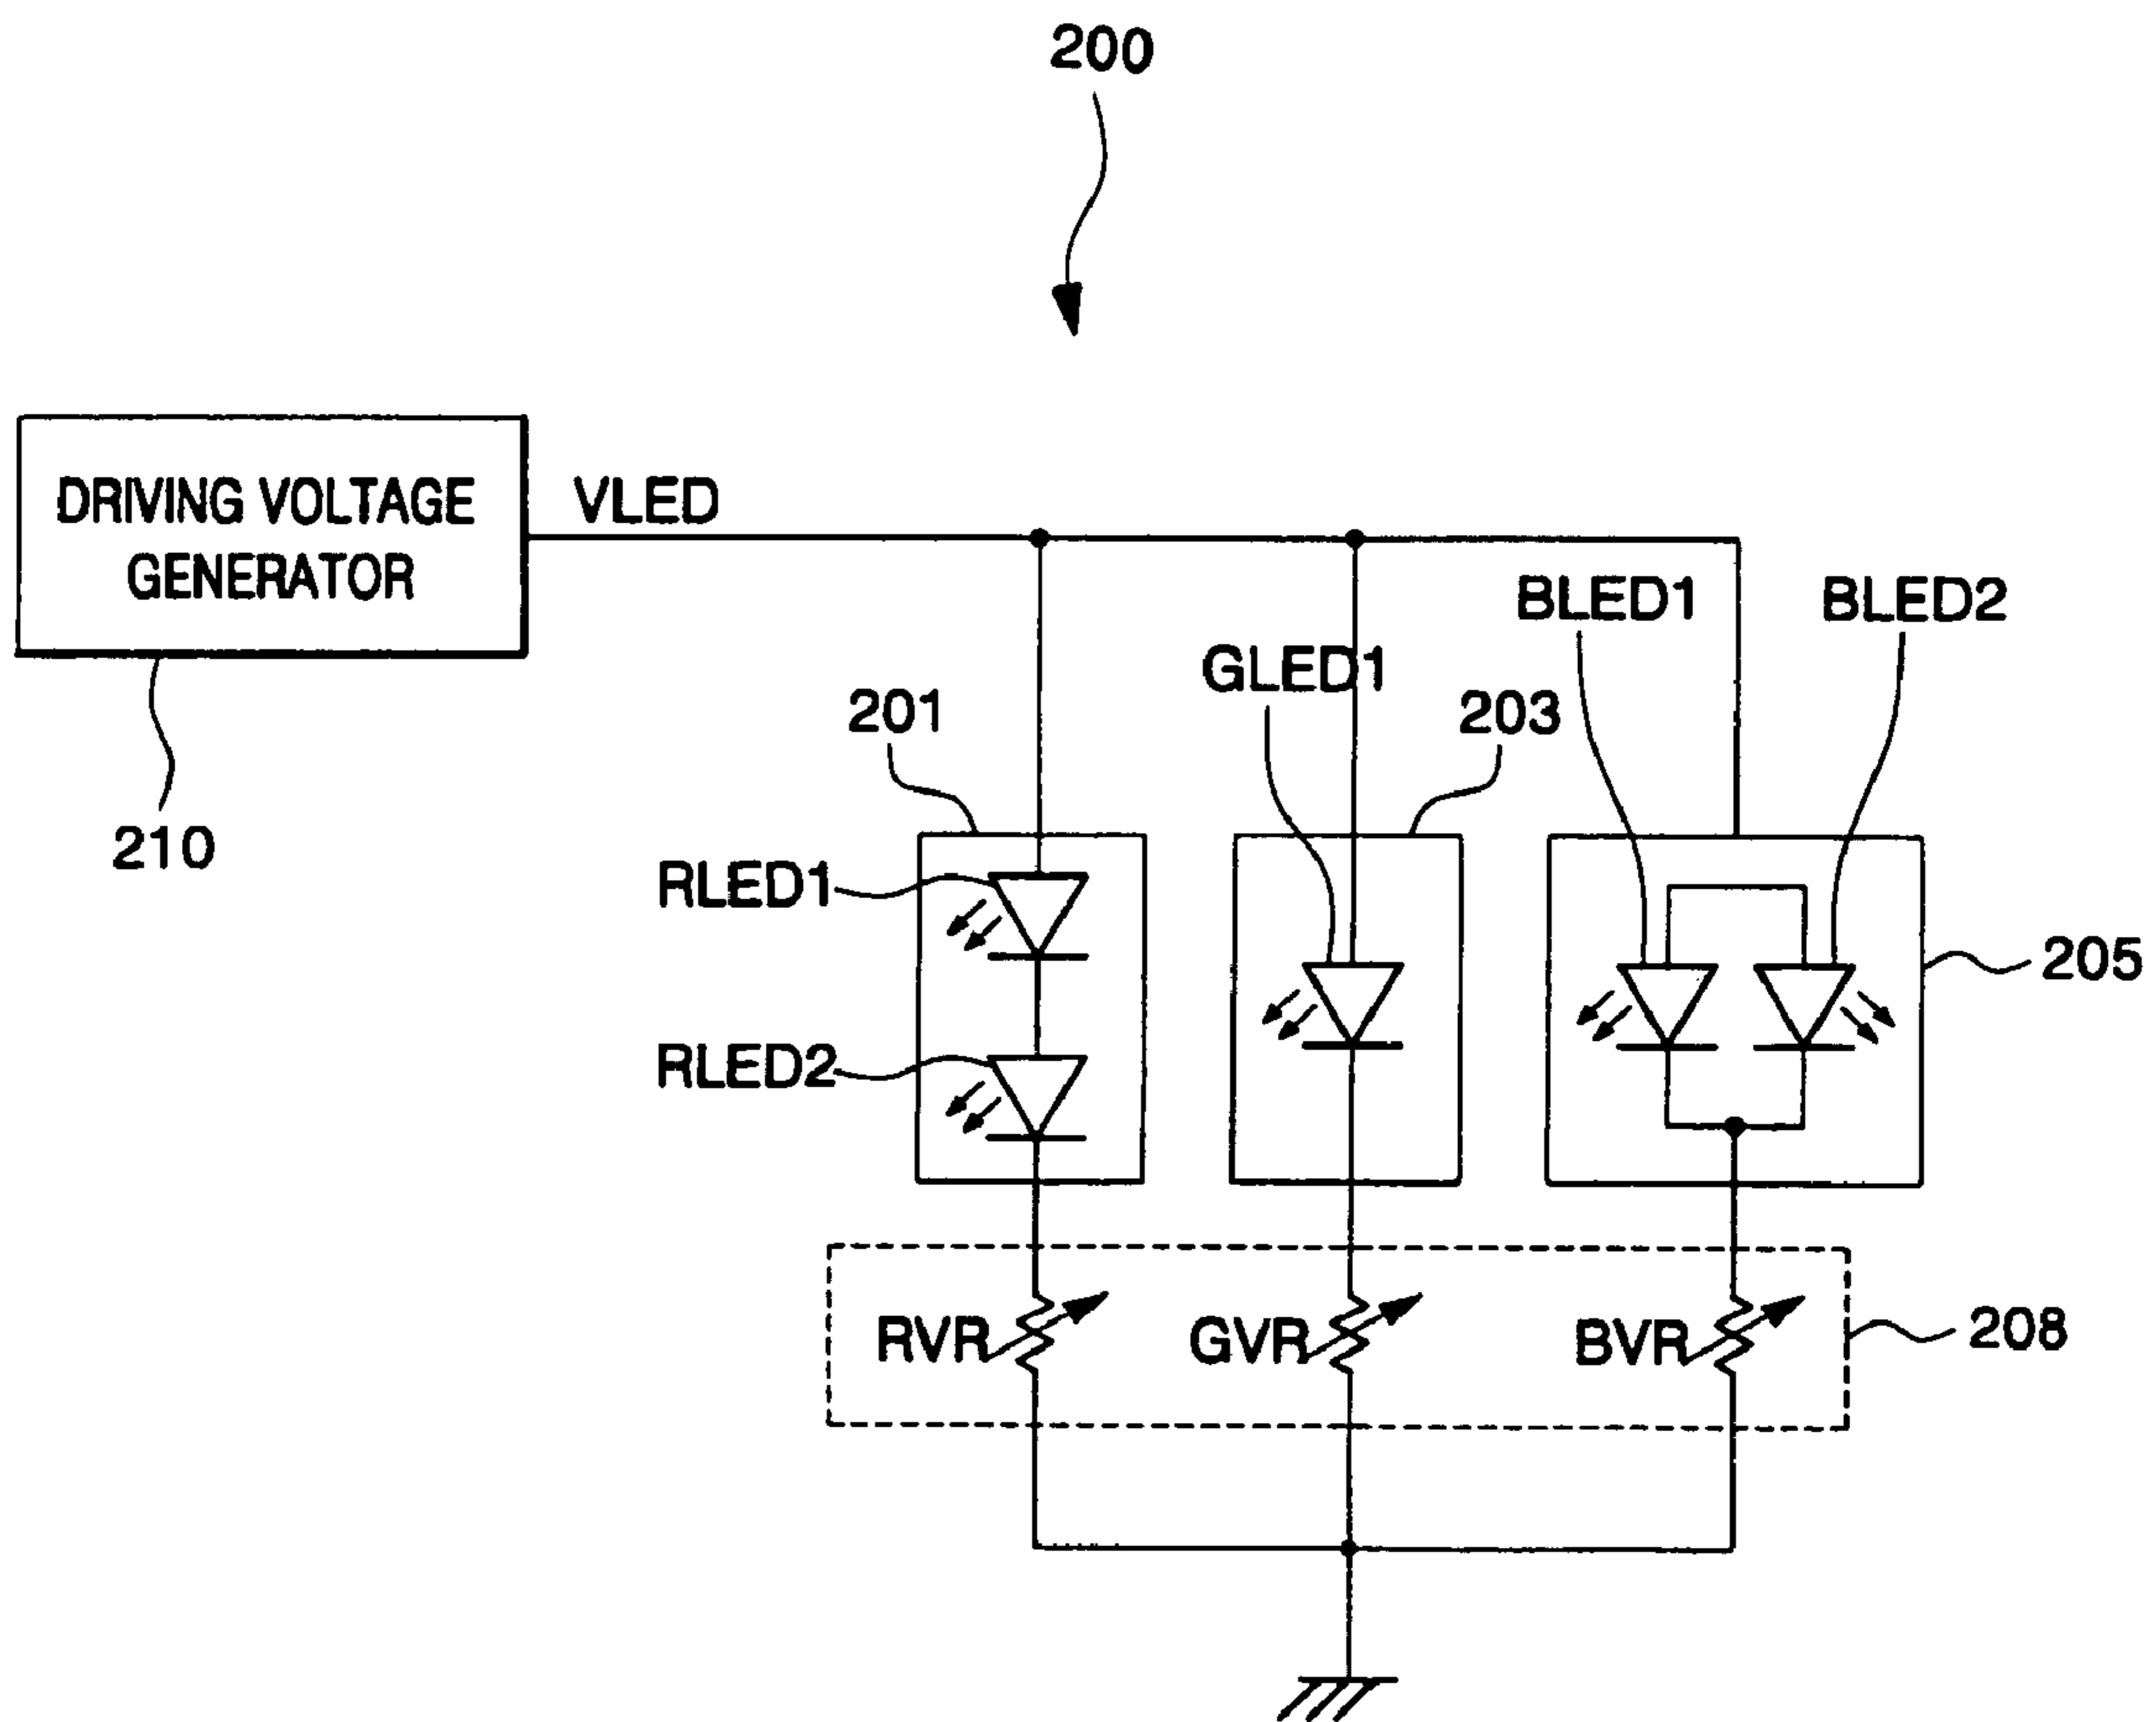 200
DRIVING VOLTAGE
GENERATOR
VLED
BLED1
BLED2
GLED1
201
203
210
RLED1
205
RLED2
RVR
GVR
BVR
208